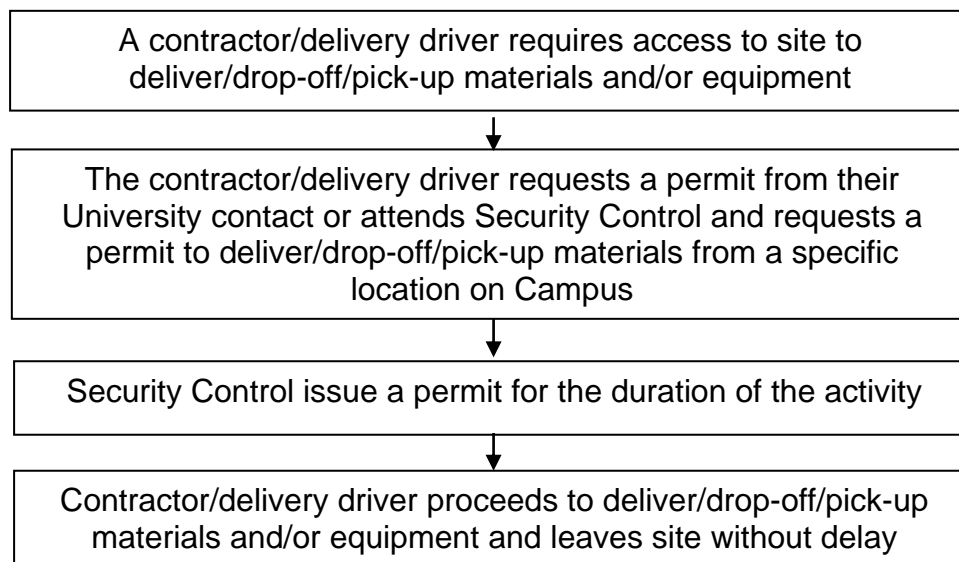 A contractor/delivery driver requires access to site to
deliver/drop-off/pick-up materials and/or equipment
The contractor/delivery driver requests a permit from their
University contact or attends Security Control and requests a
permit to deliver/drop-off/pick-up materials from a specific
location on Campus
Security Control issue a permit for the duration of the activity
Contractor/delivery driver proceeds to deliver/drop-off/pick-up
materials and/or equipment and leaves site without delay